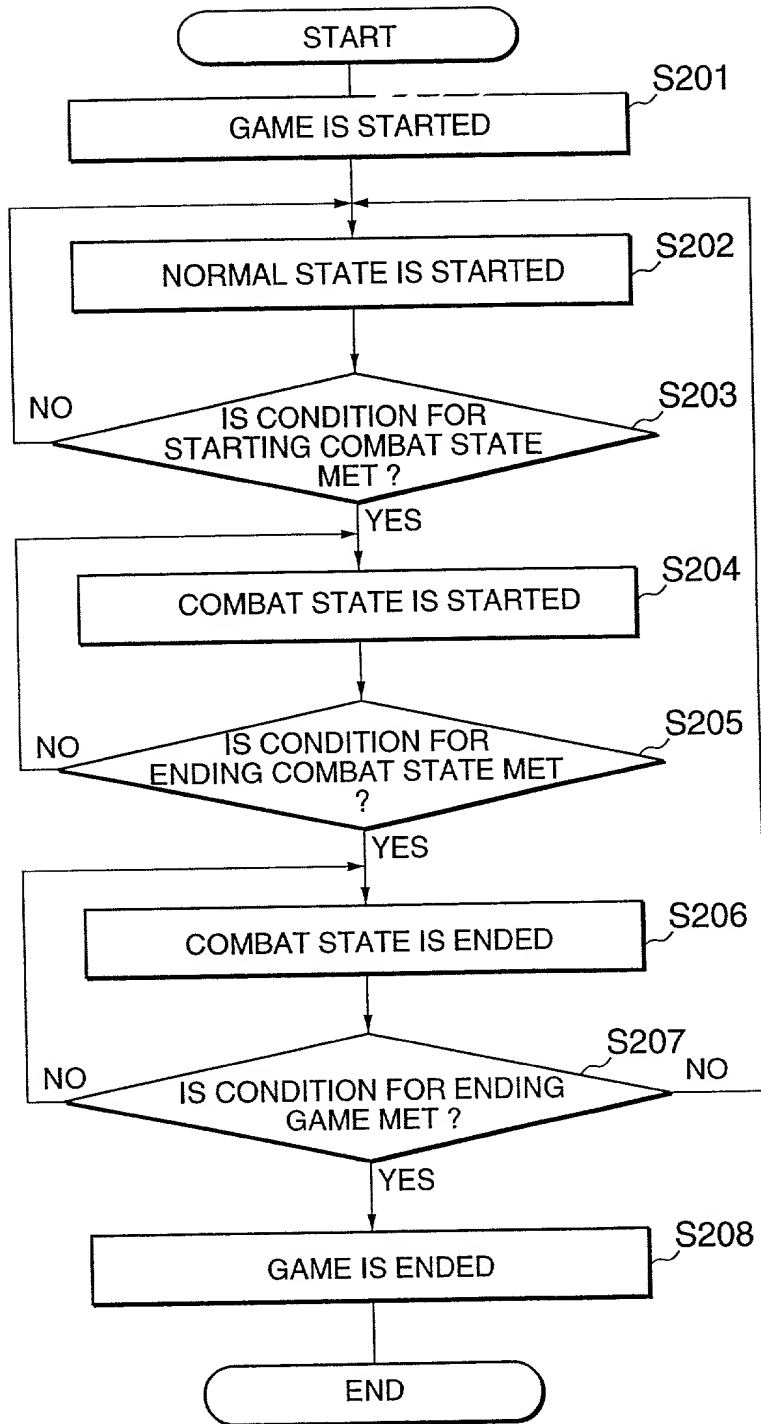 START
S201
GAME IS STARTED
S202
NORMAL STATE IS STARTED
S203
NO
IS CONDITION FOR
STARTING COMBAT STATE
MET ?
YES
S204
COMBAT STATE IS STARTED
S205
NO
IS CONDITION FOR
ENDING COMBAT STATE MET
?
YES
S206
COMBAT STATE IS ENDED
S207
NO
NO
IS CONDITION FOR ENDING
GAME MET ?
YES
S208
GAME IS ENDED
END